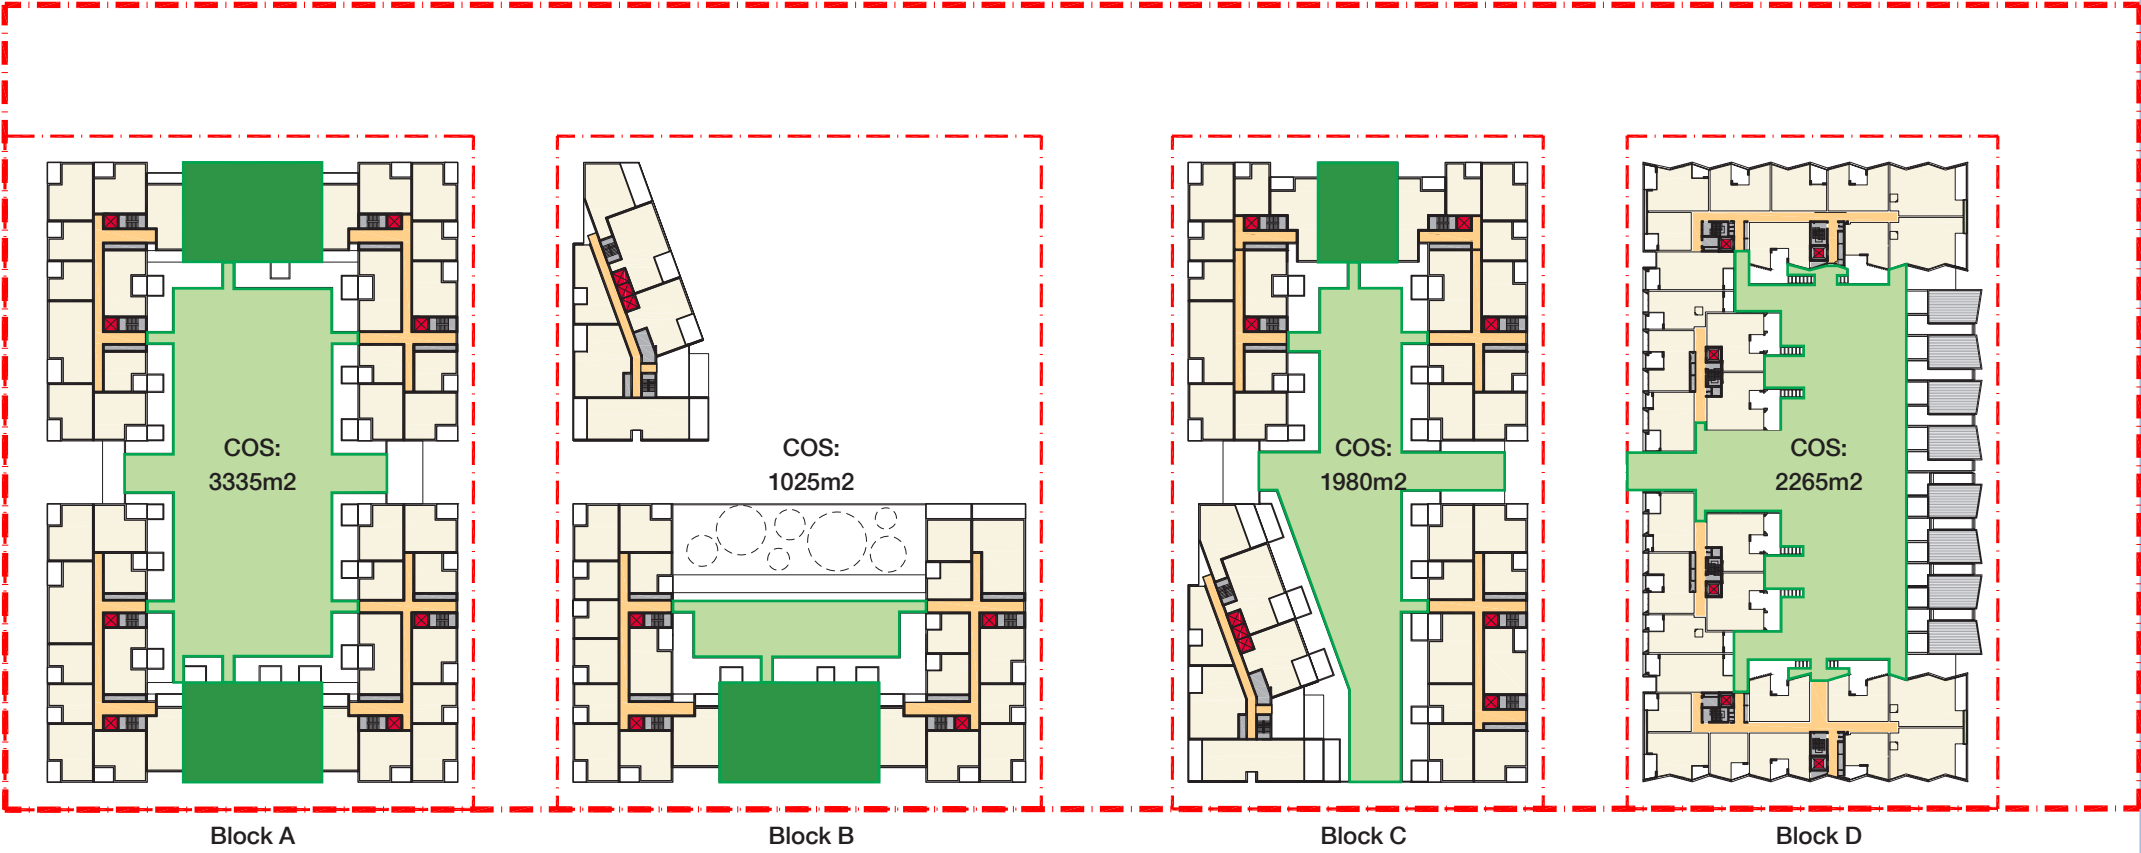 COS:
3335m2
COS:
1025m2
COS:
1980m2
COS:
2265m2
Block A
Block B
Block C
Block D